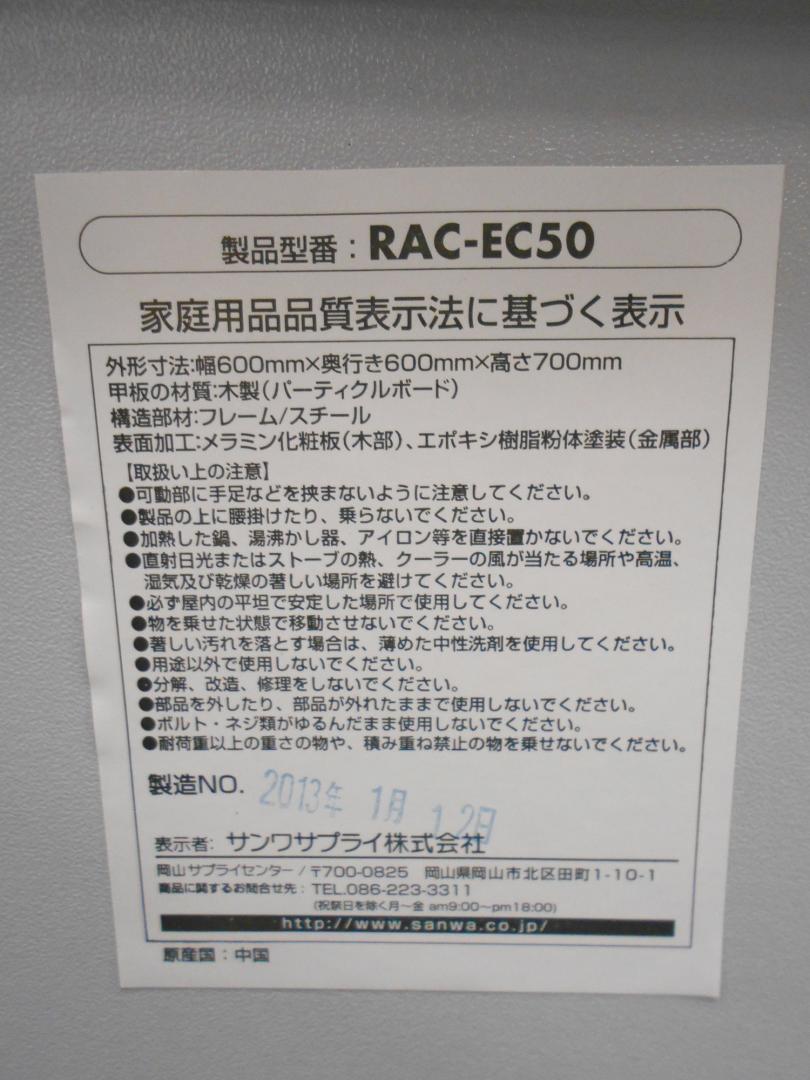 製品型番：RAC-EC50
家庭用品品質表示法に基づく表示
外形寸法:幅600mm×奥行き600mm×高さ700mm
甲板の材質:木製（パーティクルボード）
構造部材:フレーム/スチール
表面加工:メラミン化粧板（木部）、エポキシ樹脂粉体塗装（金属部）
【取扱い上の注意】
●可動部に手足などを挟まないように注意してください。
●製品の上に腰掛けたり、乗らないでください。
●加熱した鍋、湯沸かし器、アイロン等を直接置かないでください。
●直射日光またはストーブの熱、クーラーの風が当たる場所や高温、
湿気及び乾燥の著しい場所を避けてください。
●必ず屋内の平坦で安定した場所で使用してください。
●物を乗せた状態で移動させないでください。
●著しい汚れを落とす場合は、薄めた中性洗剤を使用してください。
●用途以外で使用しないでください。
●分解、改造、修理をしないでください。
●部品を外したり、部品が外れたままで使用しないでください。
●ボルト・ネジ類がゆるんだまま使用しないでください。
●耐荷重以上の重さの物や、積み重ね禁止の物を乗せないでください。
製造NO. 2013年 1月 12日
表示者: サンワサプライ株式会社
岡山サプライセンター/〒700-0825 岡山県岡山市北区田町1-10-1
商品に関するお問合せ先：TEL.086-223-3311
（祝祭日を除く月～金 am9:00～pm18:00）
http://www.sanwa.co.jp/
原産国：中国